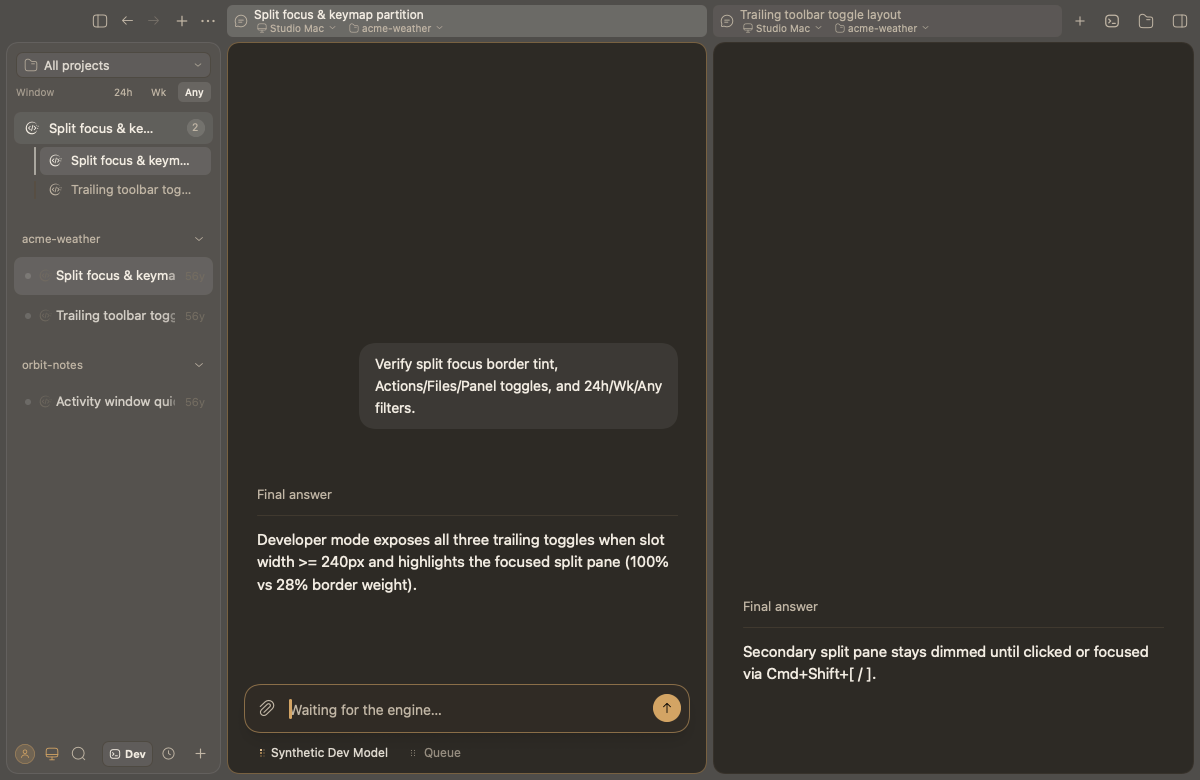 Split focus & keymap partition
Studio Mac
acme-weather
Trailing toolbar toggle layout
Studio Mac
acme-weather
All projects
Window
24h
Wk
Any
Split focus & ke...
2
Split focus & keym...
Trailing toolbar tog...
acme-weather
Split focus & keyma
56y
Trailing toolbar togg
56y
orbit-notes
Activity window qui
56y
Dev
Verify split focus border tint,
Actions/Files/Panel toggles, and 24h/Wk/Any
filters.
Final answer
Developer mode exposes all three trailing toggles when slot
width >= 240px and highlights the focused split pane (100%
vs 28% border weight).
Waiting for the engine...
Synthetic Dev Model
Queue
Final answer
Secondary split pane stays dimmed until clicked or focused
via Cmd+Shift+[ / ].